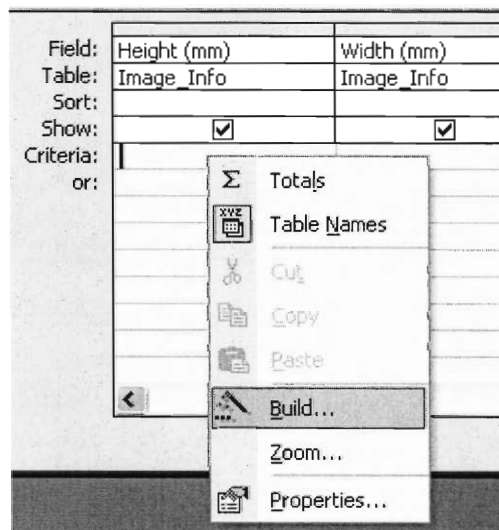 Field: Height (mm) Width (mm)
Table: Image_Info Image_Info
Sort:
Show:
Criteria:
or:
Σ Totals
XYZ Table Names
Cut
Copy
Paste
Build...
Zoom...
Properties...